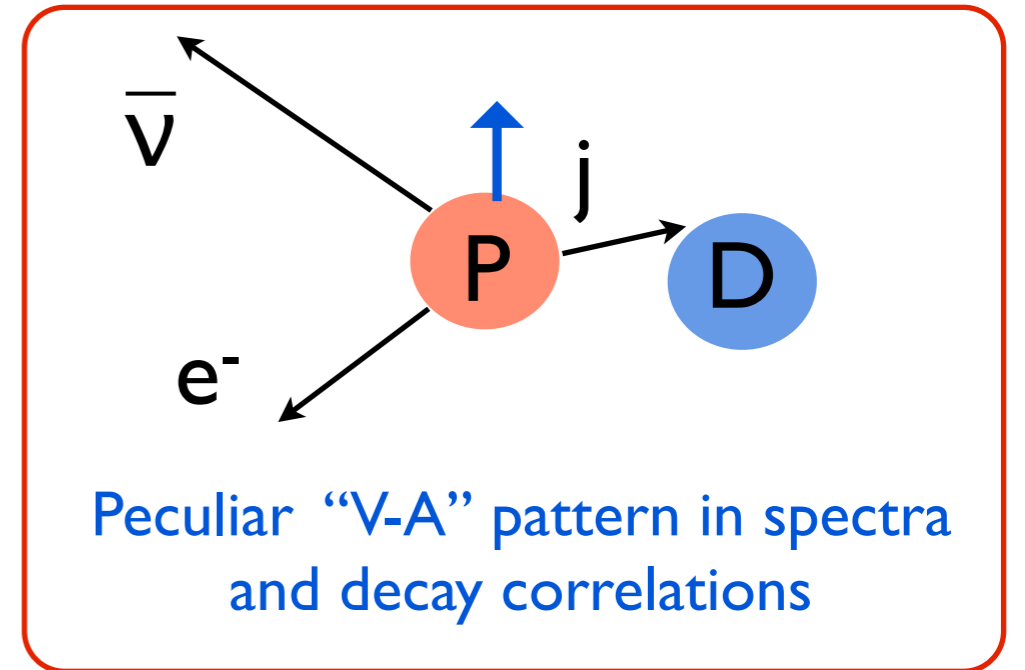 ν̅
j
P
D
e⁻
Peculiar “V-A” pattern in spectra
and decay correlations